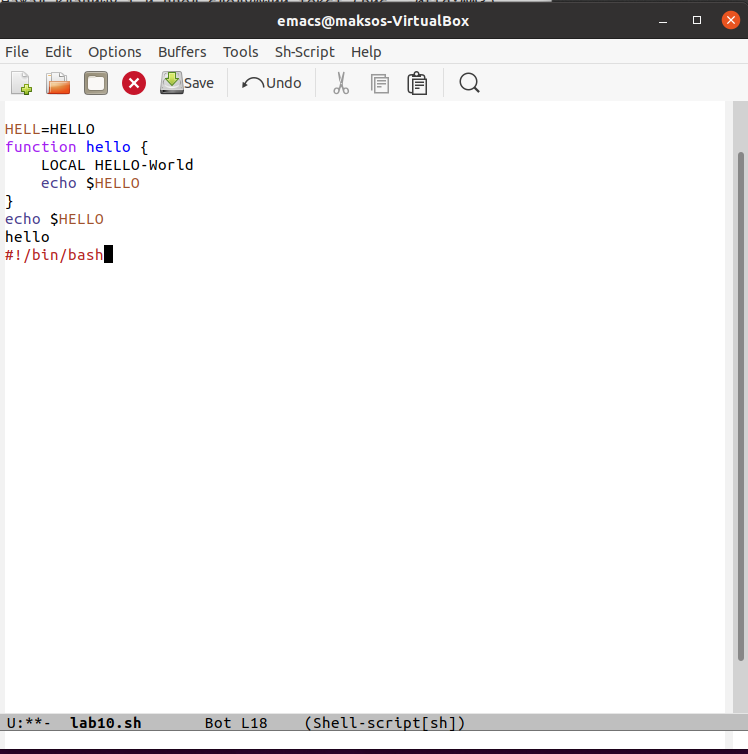 emacs@maksos-VirtualBox
File Edit Options Buffers Tools Sh-Script Help
Save Undo
HELL=HELLO
function hello {
    LOCAL HELLO-World
    echo $HELLO
}
echo $HELLO
hello
#!/bin/bash
U:**-  lab10.sh       Bot L18    (Shell-script[sh])